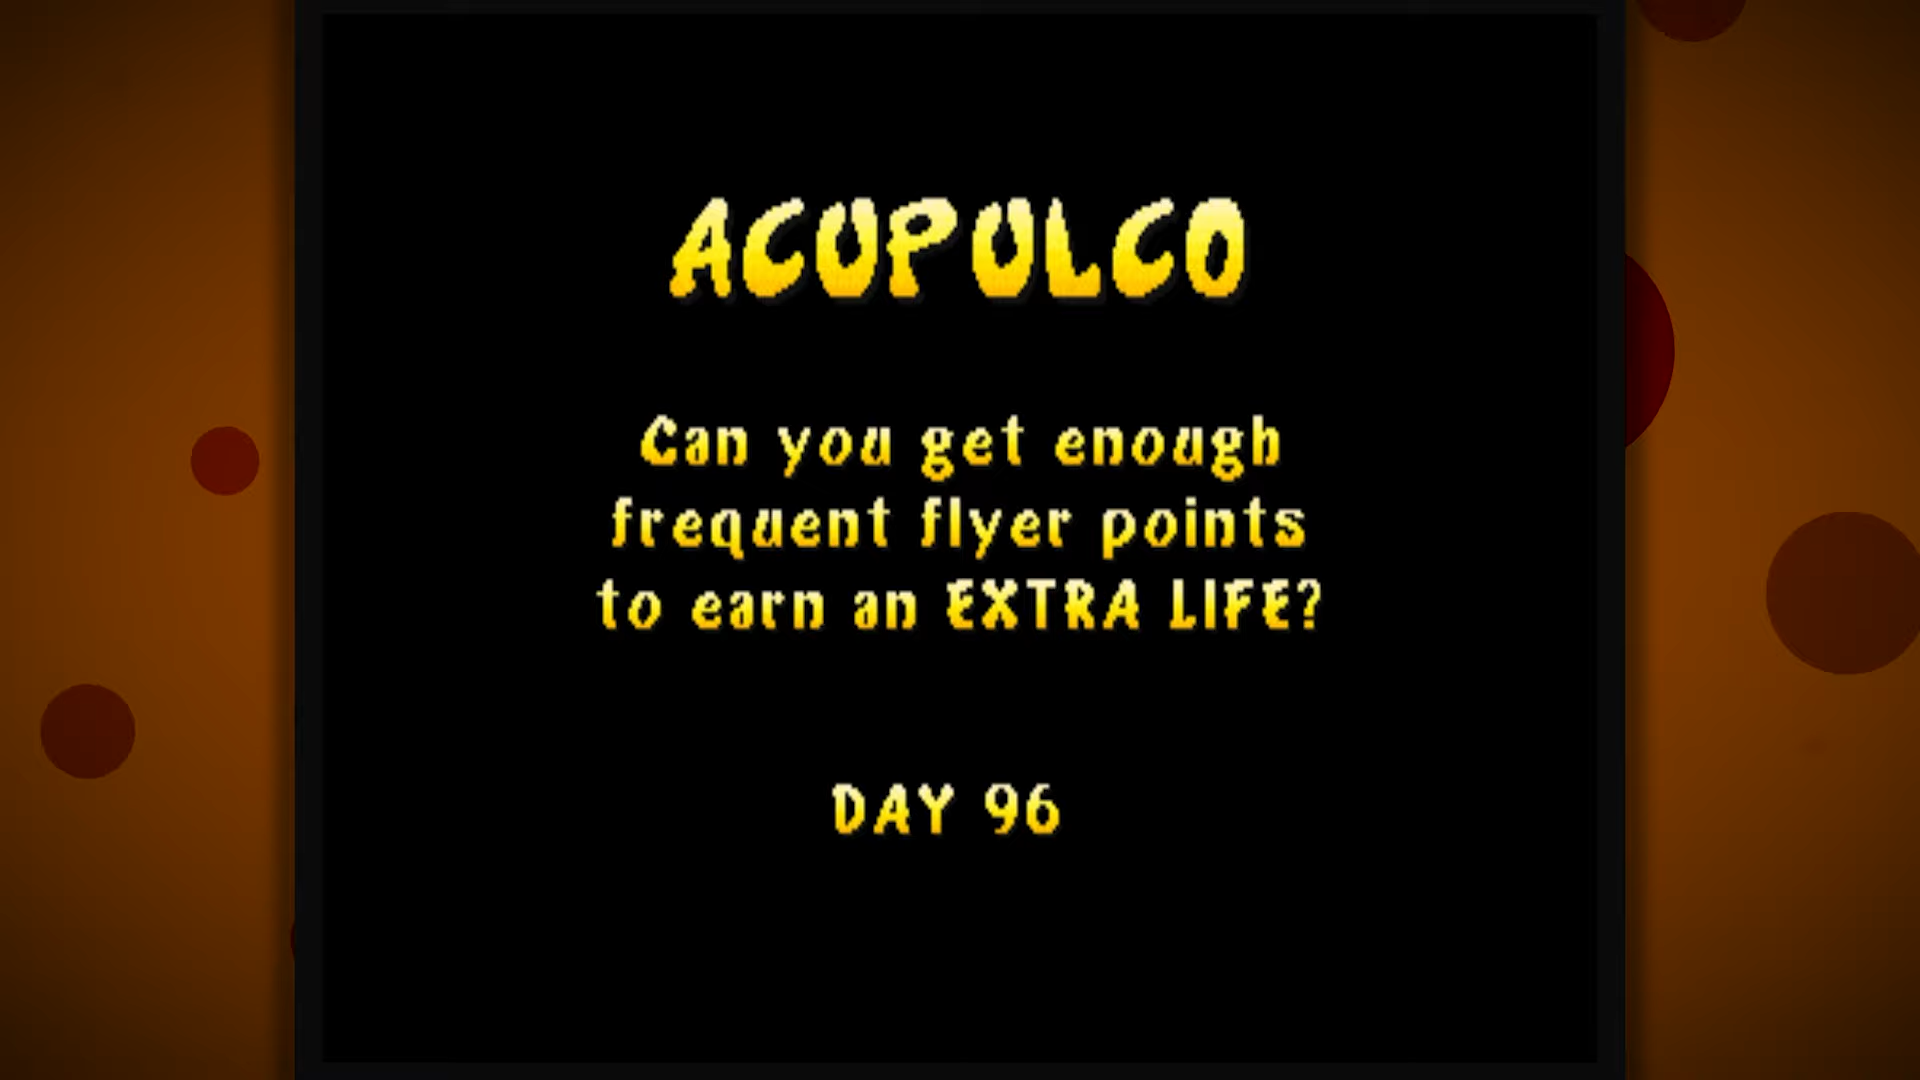 ACUPULCO
Can you get enough
frequent flyer points
to earn an EXTRA LIFE?
DAY 96